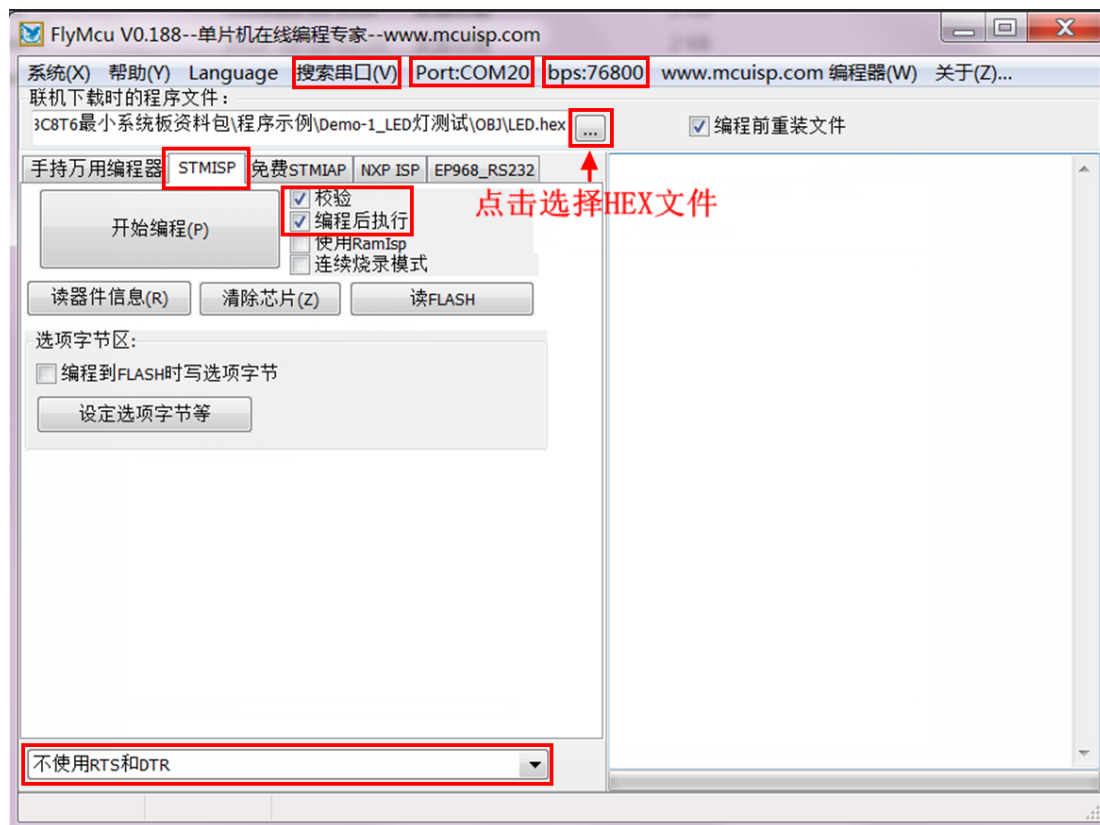 FlyMcu V0.188--单片机在线编程专家--www.mcuisp.com
系统(X) 帮助(Y) Language 搜索串口(V) Port:COM20 bps:76800 www.mcuisp.com 编程器(W) 关于(Z)...
联机下载时的程序文件：
3C8T6最小系统板资料包\程序示例\Demo-1_LED灯测试\OBJ\LED.hex ... 编程前重装文件
手持万用编程器 STMISP 免费STMIAP NXP ISP EP968_RS232
点击选择HEX文件
开始编程(P)
校验
编程后执行
使用RamIsp
连续烧录模式
读器件信息(R) 清除芯片(Z) 读FLASH
选项字节区:
编程到FLASH时写选项字节
设定选项字节等
不使用RTS和DTR